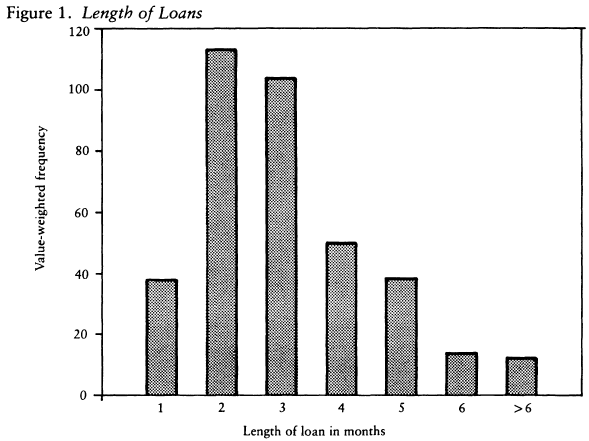 Figure 1. Length of Loans
120
100
80
60
40
20
0
Value-weighted frequency
1 2 3 4 5 6 >6
Length of loan in months